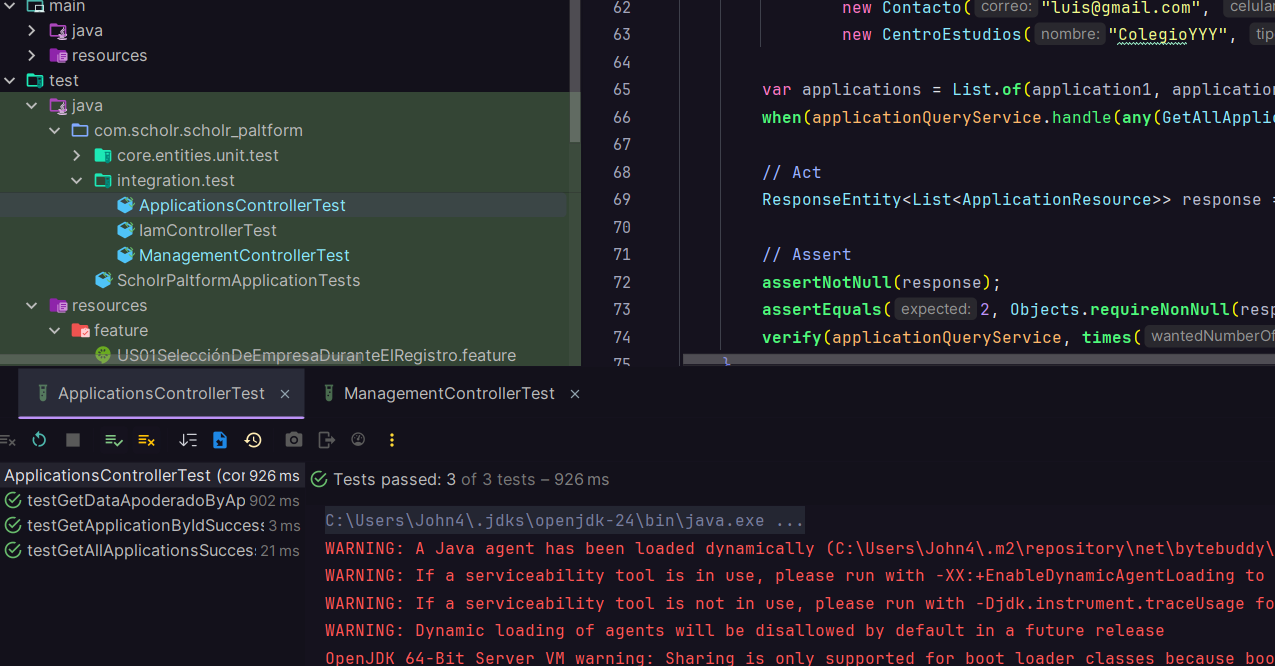 main
java
resources
test
java
com.scholr.scholr_paltform
core.entities.unit.test
integration.test
ApplicationsControllerTest
IamControllerTest
ManagementControllerTest
ScholrPaltformApplicationTests
resources
feature
US01SelecciónDeEmpresaDuranteElRegistro.feature
62 new Contacto( correo: "luis@gmail.com", celular
63 new CentroEstudios( nombre: "ColegioYYY", tip
64
65 var applications = List.of(application1, application
66 when(applicationQueryService.handle(any(GetAllApplic
67
68 // Act
69 ResponseEntity<List<ApplicationResource>> response =
70
71 // Assert
72 assertNotNull(response);
73 assertEquals( expected: 2, Objects.requireNonNull(resp
74 verify(applicationQueryService, times( wantedNumberOf
75 }
ApplicationsControllerTest ×
ManagementControllerTest ×
ApplicationsControllerTest (cor 926 ms
testGetDataApoderadoByAp 902 ms
testGetApplicationByIdSucces 3 ms
testGetAllApplicationsSucces 21 ms
Tests passed: 3 of 3 tests – 926 ms
C:\Users\John4\.jdks\openjdk-24\bin\java.exe ...
WARNING: A Java agent has been loaded dynamically (C:\Users\John4\.m2\repository\net\bytebuddy\
WARNING: If a serviceability tool is in use, please run with -XX:+EnableDynamicAgentLoading to
WARNING: If a serviceability tool is not in use, please run with -Djdk.instrument.traceUsage fo
WARNING: Dynamic loading of agents will be disallowed by default in a future release
OpenJDK 64-Bit Server VM warning: Sharing is only supported for boot loader classes because boo